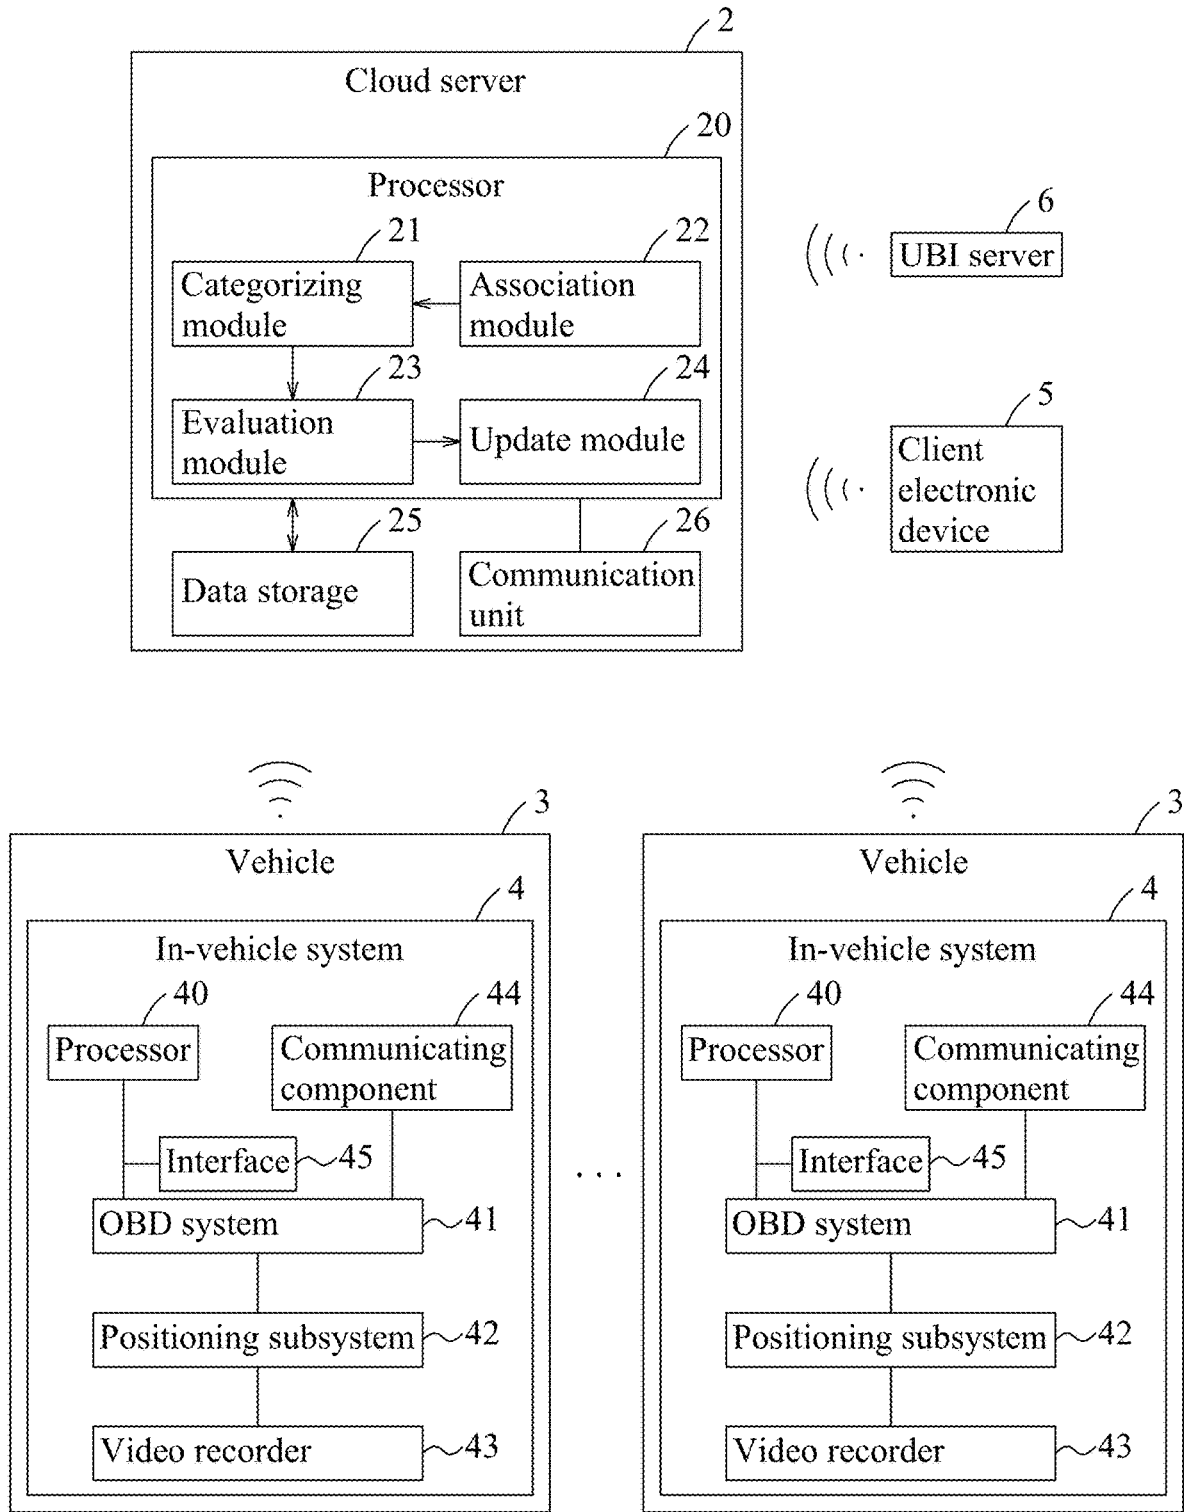 2
Cloud server
20
Processor
21
22
Categorizing
module
Association
module
23
24
Evaluation
module
Update module
25
26
Data storage
Communication
unit
6
UBI server
5
Client
electronic
device
3
Vehicle
4
In-vehicle system
40
44
Processor
Communicating
component
Interface
45
OBD system
41
Positioning subsystem
42
Video recorder
43
...
3
Vehicle
4
In-vehicle system
40
44
Processor
Communicating
component
Interface
45
OBD system
41
Positioning subsystem
42
Video recorder
43